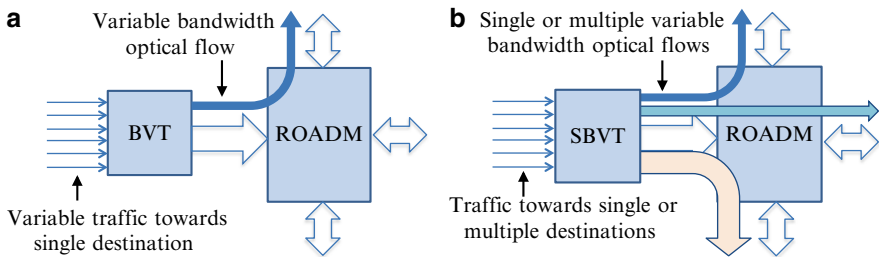 a
Variable bandwidth
optical flow
BVT
ROADM
Variable traffic towards
single destination
b
Single or multiple variable
bandwidth optical flows
SBVT
ROADM
Traffic towards single or
multiple destinations